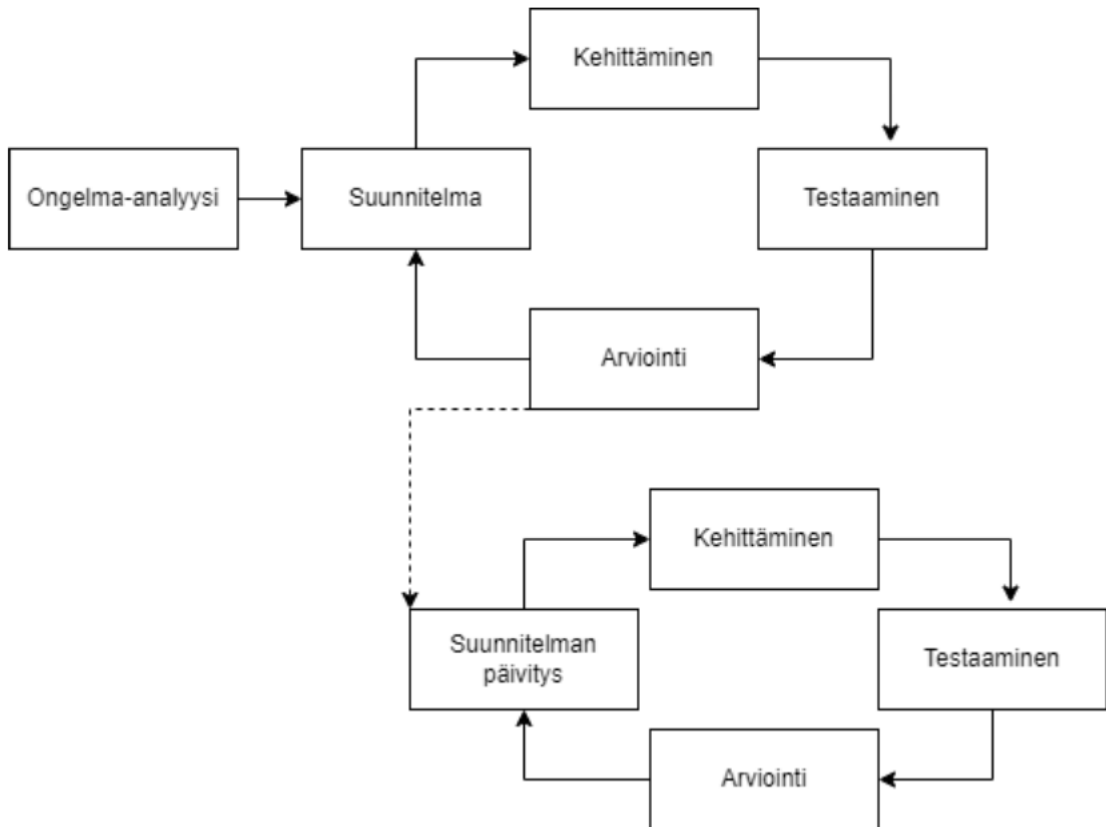 Kehittäminen
Ongelma-analyysi
Suunnitelma
Testaaminen
Arviointi
Kehittäminen
Suunnitelman
päivitys
Testaaminen
Arviointi